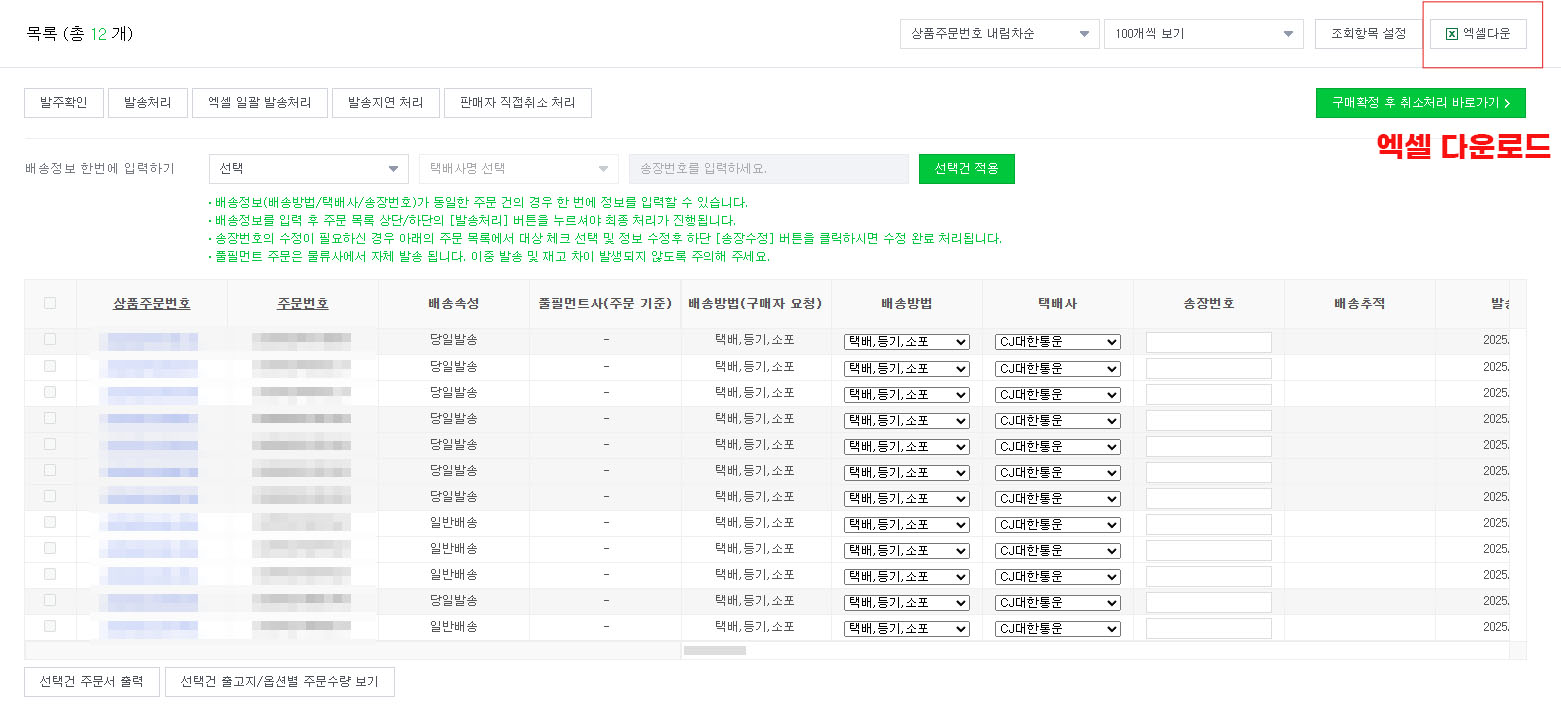 목록 (총 12 개)
상품주문번호 내림차순 100개씩 보기 조회항목 설정 엑셀다운
발주확인 발송처리 엑셀 일괄 발송처리 발송지연 처리 판매자 직접취소 처리 구매확정 후 취소처리 바로가기 >
엑셀 다운로드
배송정보 한번에 입력하기 선택 택배사명 선택 송장번호를 입력하세요. 선택건 적용
· 배송정보(배송방법/택배사/송장번호)가 동일한 주문 건의 경우 한 번에 정보를 입력할 수 있습니다.
· 배송정보를 입력 후 주문 목록 상단/하단의 [발송처리] 버튼을 누르셔야 최종 처리가 진행됩니다.
· 송장번호의 수정이 필요하신 경우 아래의 주문 목록에서 대상 체크 선택 및 정보 수정후 하단 [송장수정] 버튼을 클릭하시면 수정 완료 처리됩니다.
· 풀필먼트 주문은 물류사에서 자체 발송 됩니다. 이중 발송 및 재고 차이 발생되지 않도록 주의해 주세요.
상품주문번호 주문번호 배송속성 풀필먼트사(주문 기준) 배송방법(구매자 요청) 배송방법 택배사 송장번호 배송추적
당일발송 - 택배,등기,소포 택배,등기,소포 CJ대한통운 2025.
당일발송 - 택배,등기,소포 택배,등기,소포 CJ대한통운 2025.
당일발송 - 택배,등기,소포 택배,등기,소포 CJ대한통운 2025.
당일발송 - 택배,등기,소포 택배,등기,소포 CJ대한통운 2025.
당일발송 - 택배,등기,소포 택배,등기,소포 CJ대한통운 2025.
당일발송 - 택배,등기,소포 택배,등기,소포 CJ대한통운 2025.
당일발송 - 택배,등기,소포 택배,등기,소포 CJ대한통운 2025.
일반배송 - 택배,등기,소포 택배,등기,소포 CJ대한통운 2025.
일반배송 - 택배,등기,소포 택배,등기,소포 CJ대한통운 2025.
일반배송 - 택배,등기,소포 택배,등기,소포 CJ대한통운 2025.
당일발송 - 택배,등기,소포 택배,등기,소포 CJ대한통운 2025.
일반배송 - 택배,등기,소포 택배,등기,소포 CJ대한통운 2025.
선택건 주문서 출력 선택건 출고지/옵션별 주문수량 보기